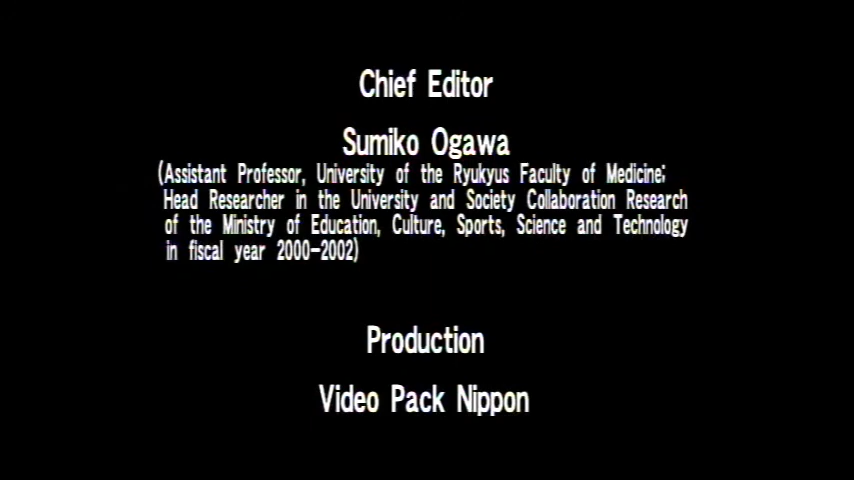 Chief Editor
Sumiko Ogawa
(Assistant Professor, University of the Ryukyus Faculty of Medicine;
Head Researcher in the University and Society Collaboration Research
of the Ministry of Education, Culture, Sports, Science and Technology
in fiscal year 2000-2002)
Production
Video Pack Nippon